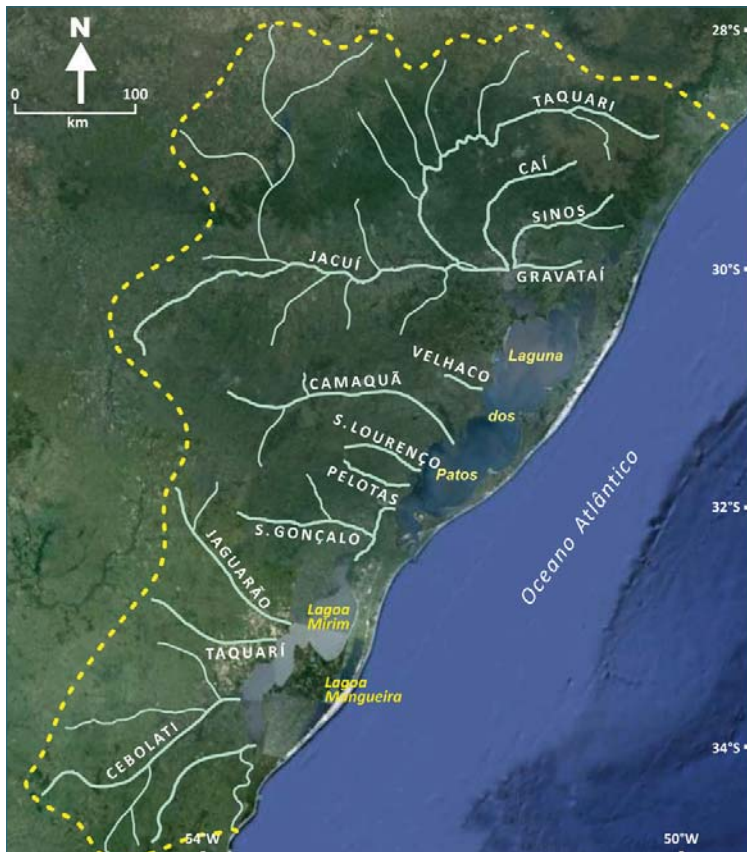 28°S
N
0 100
km
TAQUARI
CAÍ
SINOS
JACUÍ
30°S
GRAVATAÍ
VELHACO
Laguna
CAMAQUÃ
dos
S. LOURENÇO
Patos
PELOTAS
32°S
S. GONÇALO
Oceano Atlântico
JAGUARÃO
Lagoa
Mirim
TAQUARÍ
Lagoa
Mangueira
CEBOLATI
34°S
54°W
50°W